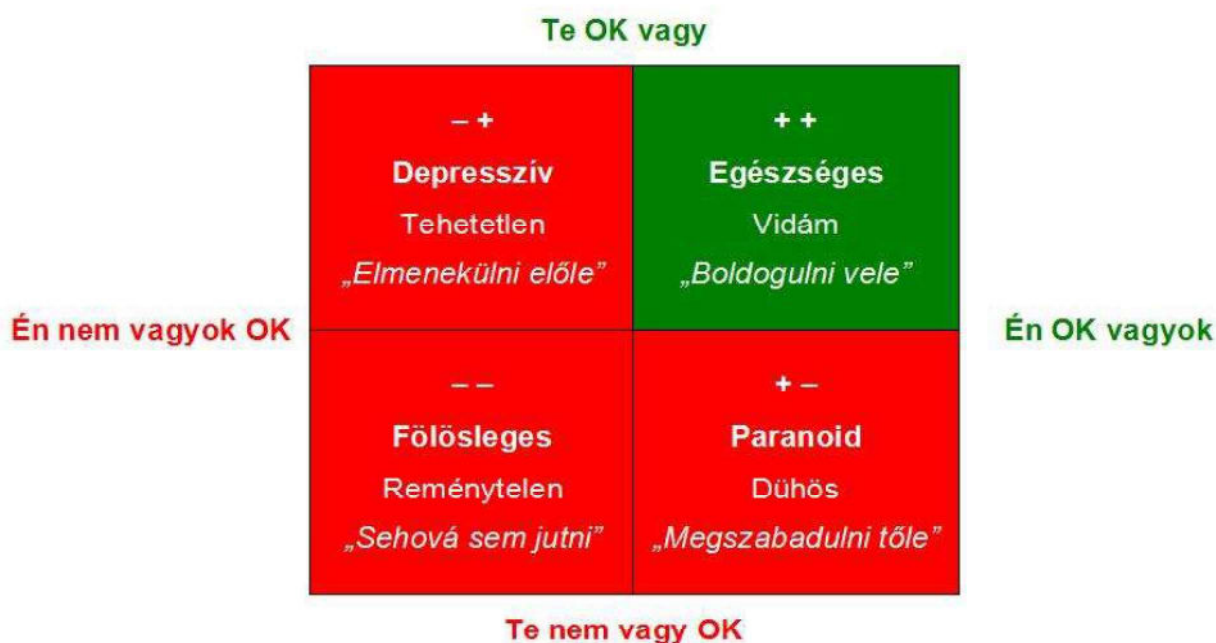 Te OK vagy
– +
Depresszív
Tehetetlen
„Elmenekülni előle”
+ +
Egészséges
Vidám
„Boldogulni vele”
Én nem vagyok OK
Én OK vagyok
– –
Fölösleges
Reménytelen
„Sehová sem jutni”
+ –
Paranoid
Dühös
„Megszabadulni tőle”
Te nem vagy OK